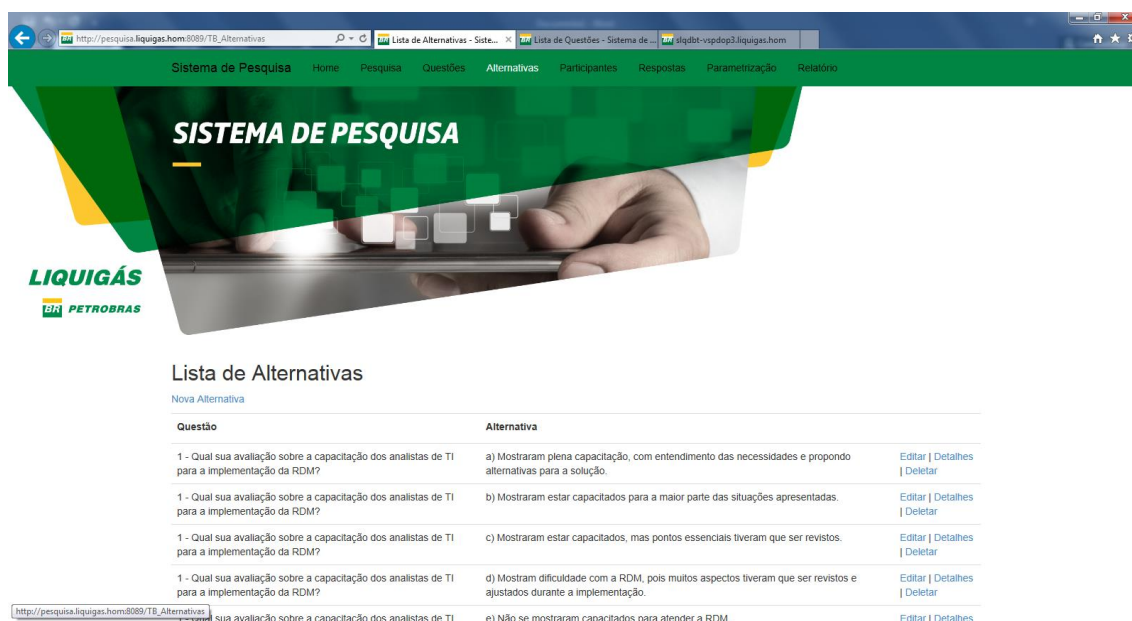 http://pesquisa.liquigas.hom:8089/TB_Alternativas
Lista de Alternativas - Siste...
Lista de Questões - Sistema de ...
slqdbt-vspdop3.liquigas.hom
Sistema de Pesquisa Home Pesquisa Questões Alternativas Participantes Respostas Parametrização Relatório
SISTEMA DE PESQUISA
LIQUIGÁS
BR PETROBRAS
Lista de Alternativas
Nova Alternativa
Questão Alternativa
1 - Qual sua avaliação sobre a capacitação dos analistas de TI a) Mostraram plena capacitação, com entendimento das necessidades e propondo Editar | Detalhes
para a implementação da RDM? alternativas para a solução. | Deletar
1 - Qual sua avaliação sobre a capacitação dos analistas de TI b) Mostraram estar capacitados para a maior parte das situações apresentadas. Editar | Detalhes
para a implementação da RDM? | Deletar
1 - Qual sua avaliação sobre a capacitação dos analistas de TI c) Mostraram estar capacitados, mas pontos essenciais tiveram que ser revistos. Editar | Detalhes
para a implementação da RDM? | Deletar
1 - Qual sua avaliação sobre a capacitação dos analistas de TI d) Mostram dificuldade com a RDM, pois muitos aspectos tiveram que ser revistos e Editar | Detalhes
para a implementação da RDM? ajustados durante a implementação. | Deletar
http://pesquisa.liquigas.hom:8089/TB_Alternativas
sua avaliação sobre a capacitação dos analistas de TI e) Não se mostraram capacitados para atender a RDM. Editar | Detalhes